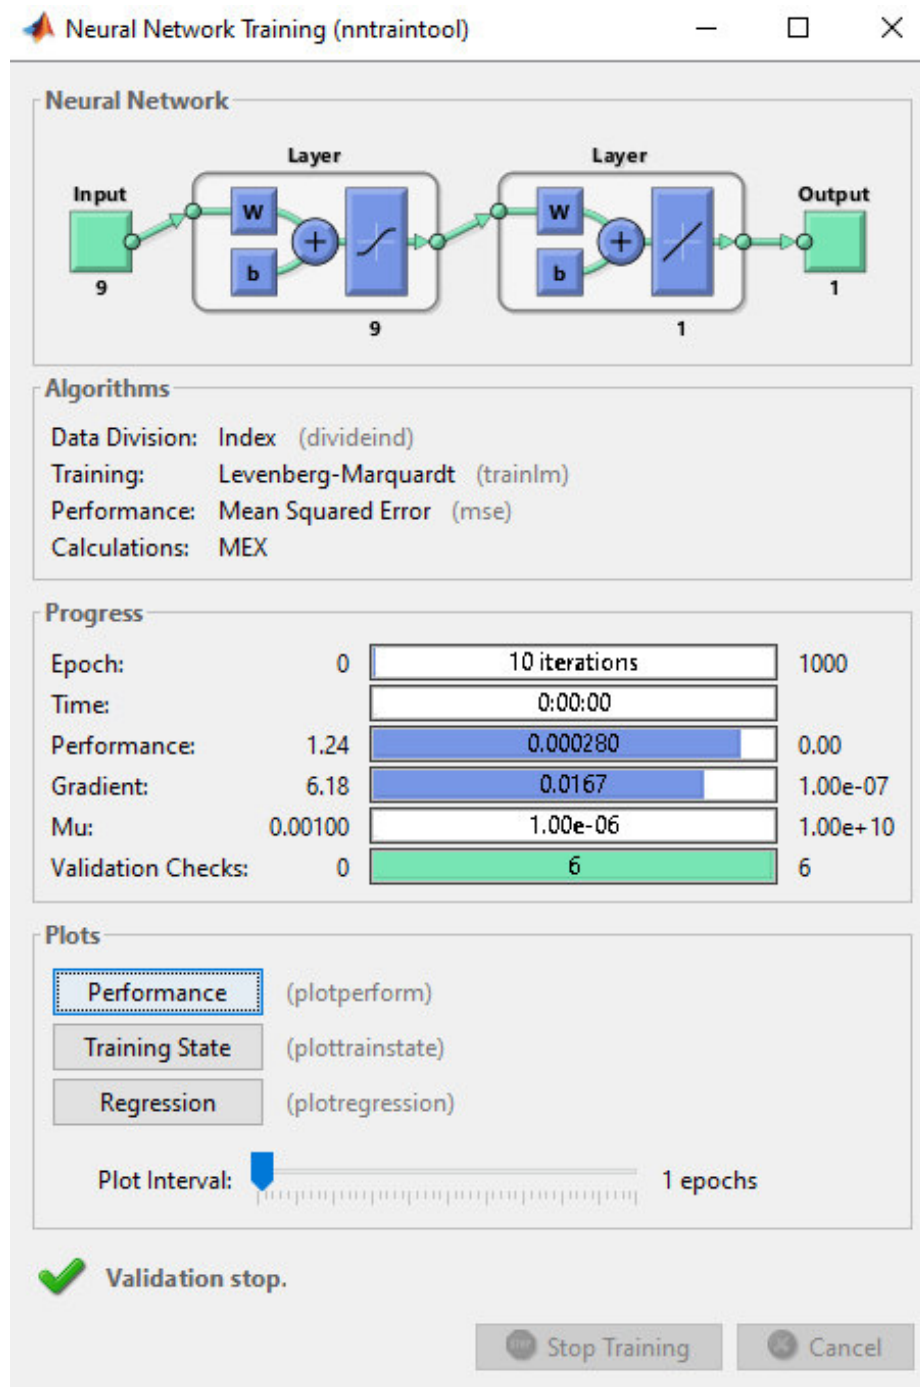 Neural Network Training (nntraintool)
Neural Network
Layer Layer
Input Output
W W
b b
9 1
9 1
Algorithms
Data Division: Index (divideind)
Training: Levenberg-Marquardt (trainlm)
Performance: Mean Squared Error (mse)
Calculations: MEX
Progress
Epoch: 0 10 iterations 1000
Time: 0:00:00
Performance: 1.24 0.000280 0.00
Gradient: 6.18 0.0167 1.00e-07
Mu: 0.00100 1.00e-06 1.00e+10
Validation Checks: 0 6 6
Plots
Performance (plotperform)
Training State (plottrainstate)
Regression (plotregression)
Plot Interval: 1 epochs
Validation stop.
Stop Training Cancel